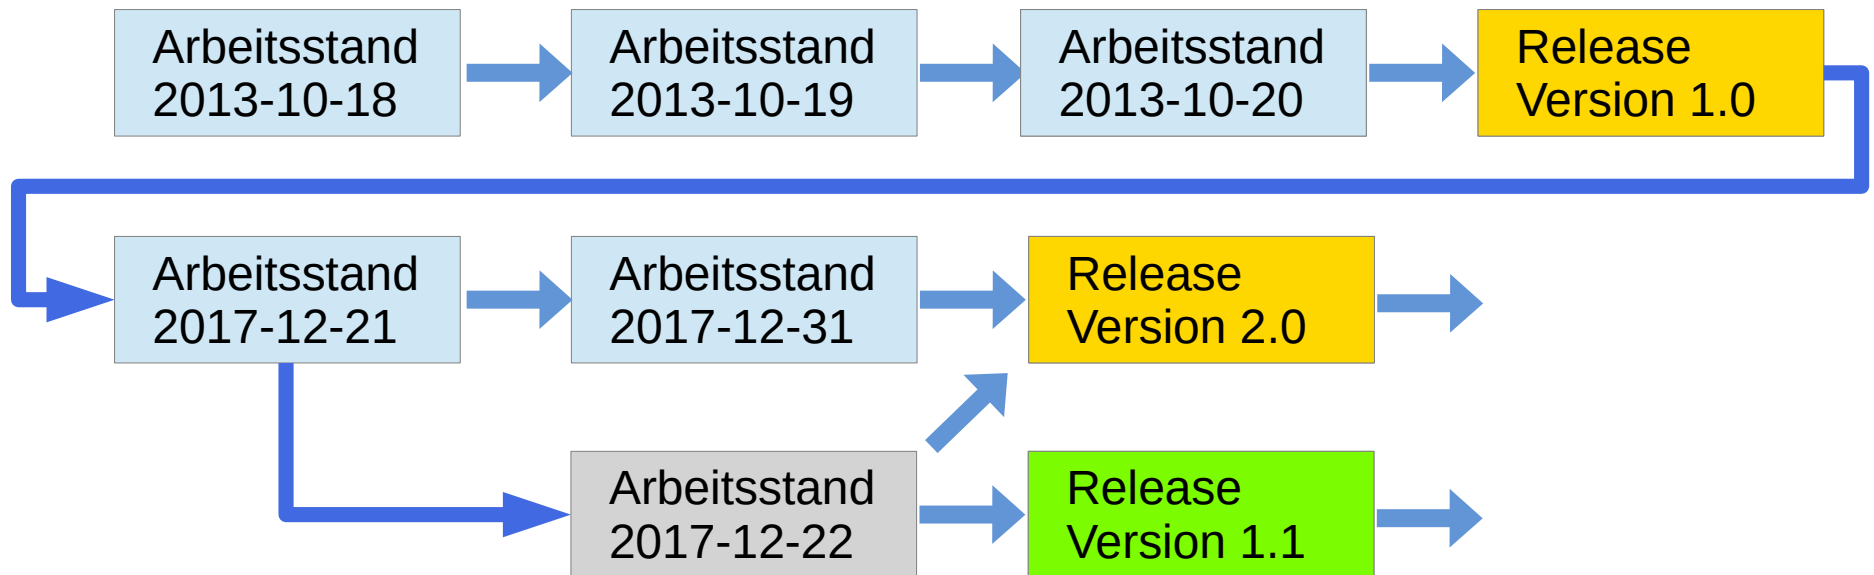 Arbeitsstand
2013-10-18
Arbeitsstand
2013-10-19
Arbeitsstand
2013-10-20
Release
Version 1.0
Arbeitsstand
2017-12-21
Arbeitsstand
2017-12-31
Release
Version 2.0
Arbeitsstand
2017-12-22
Release
Version 1.1